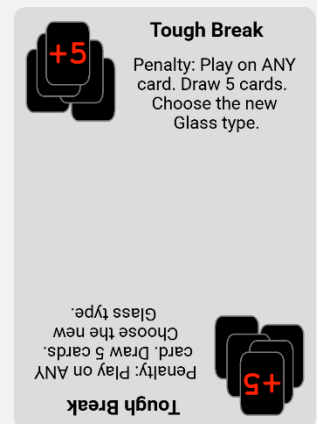 Tough Break
+5
Penalty: Play on ANY
card. Draw 5 cards.
Choose the new
Glass type.
Tough Break
+5
Penalty: Play on ANY
card. Draw 5 cards.
Choose the new
Glass type.